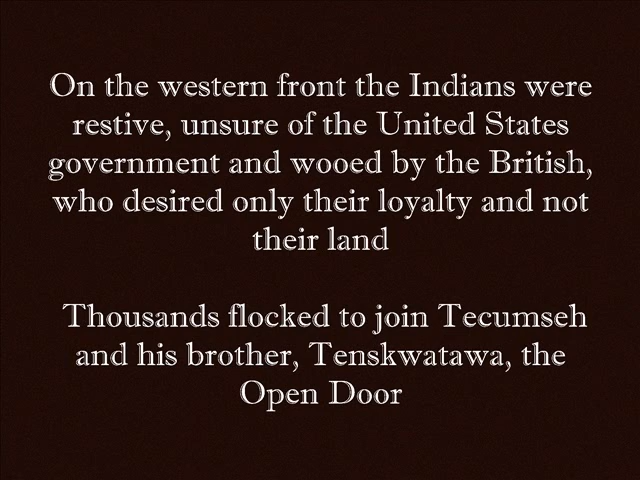 On the western front the Indians were
restive, unsure of the United States
government and wooed by the British,
who desired only their loyalty and not
their land
Thousands flocked to join Tecumseh
and his brother, Tenskwatawa, the
Open Door